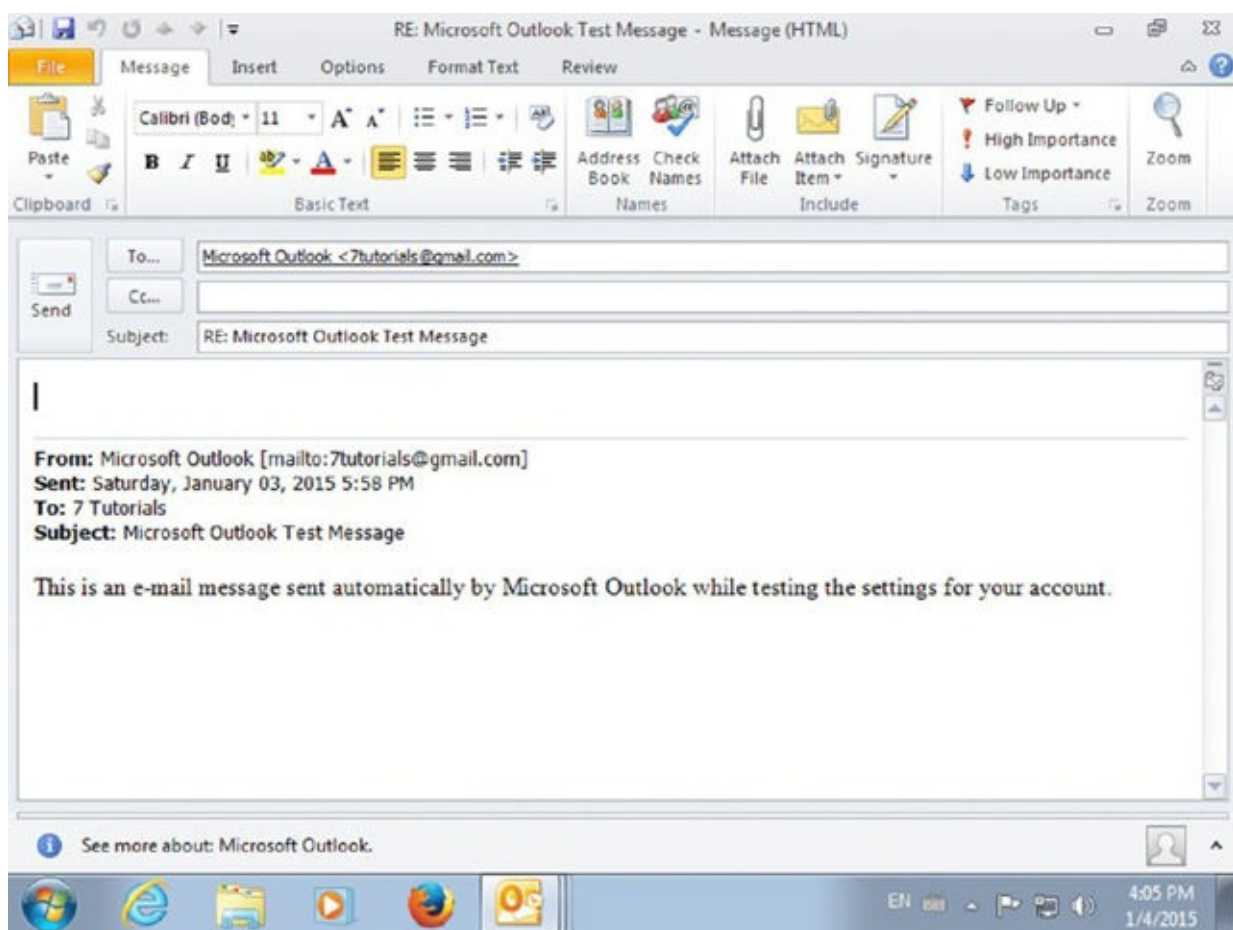 RE: Microsoft Outlook Test Message - Message (HTML)
File Message Insert Options Format Text Review
Calibri (Body 11 A A
Paste B I U ab A
Address Book
Check Names
Attach File
Attach Item
Signature
Follow Up
High Importance
Low Importance
Zoom
Clipboard Basic Text Names Include Tags Zoom
Send
To... Microsoft Outlook <7tutorials@gmail.com>
Cc...
Subject: RE: Microsoft Outlook Test Message
From: Microsoft Outlook [mailto:7tutorials@gmail.com]
Sent: Saturday, January 03, 2015 5:58 PM
To: 7 Tutorials
Subject: Microsoft Outlook Test Message
This is an e-mail message sent automatically by Microsoft Outlook while testing the settings for your account.
See more about: Microsoft Outlook.
EN 4:05 PM
1/4/2015